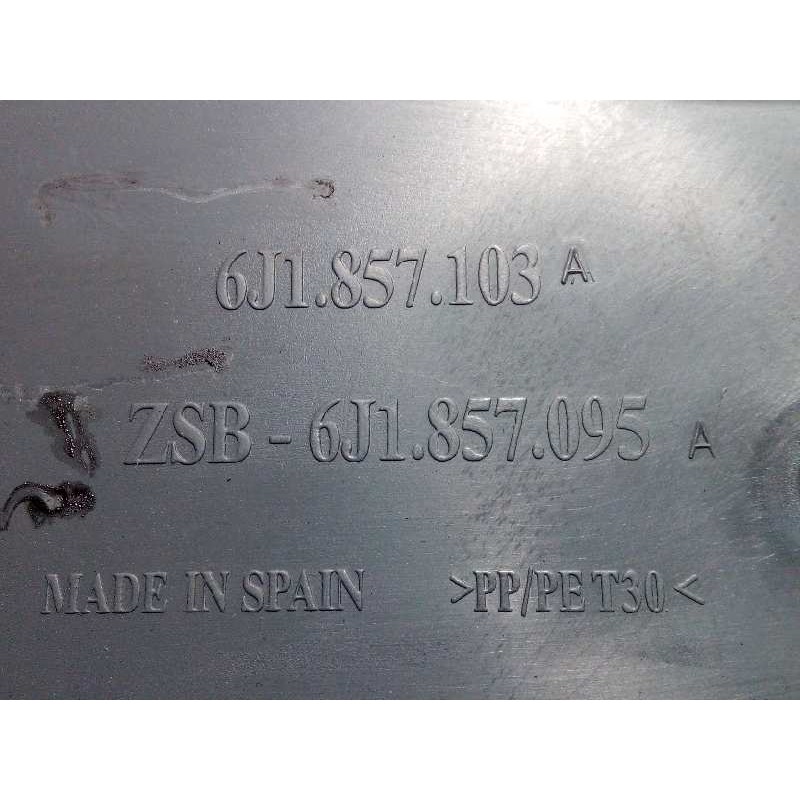 6J1.857.103 A
ZSB - 6J1.857.095 A
MADE IN SPAIN >PP/PE T30<